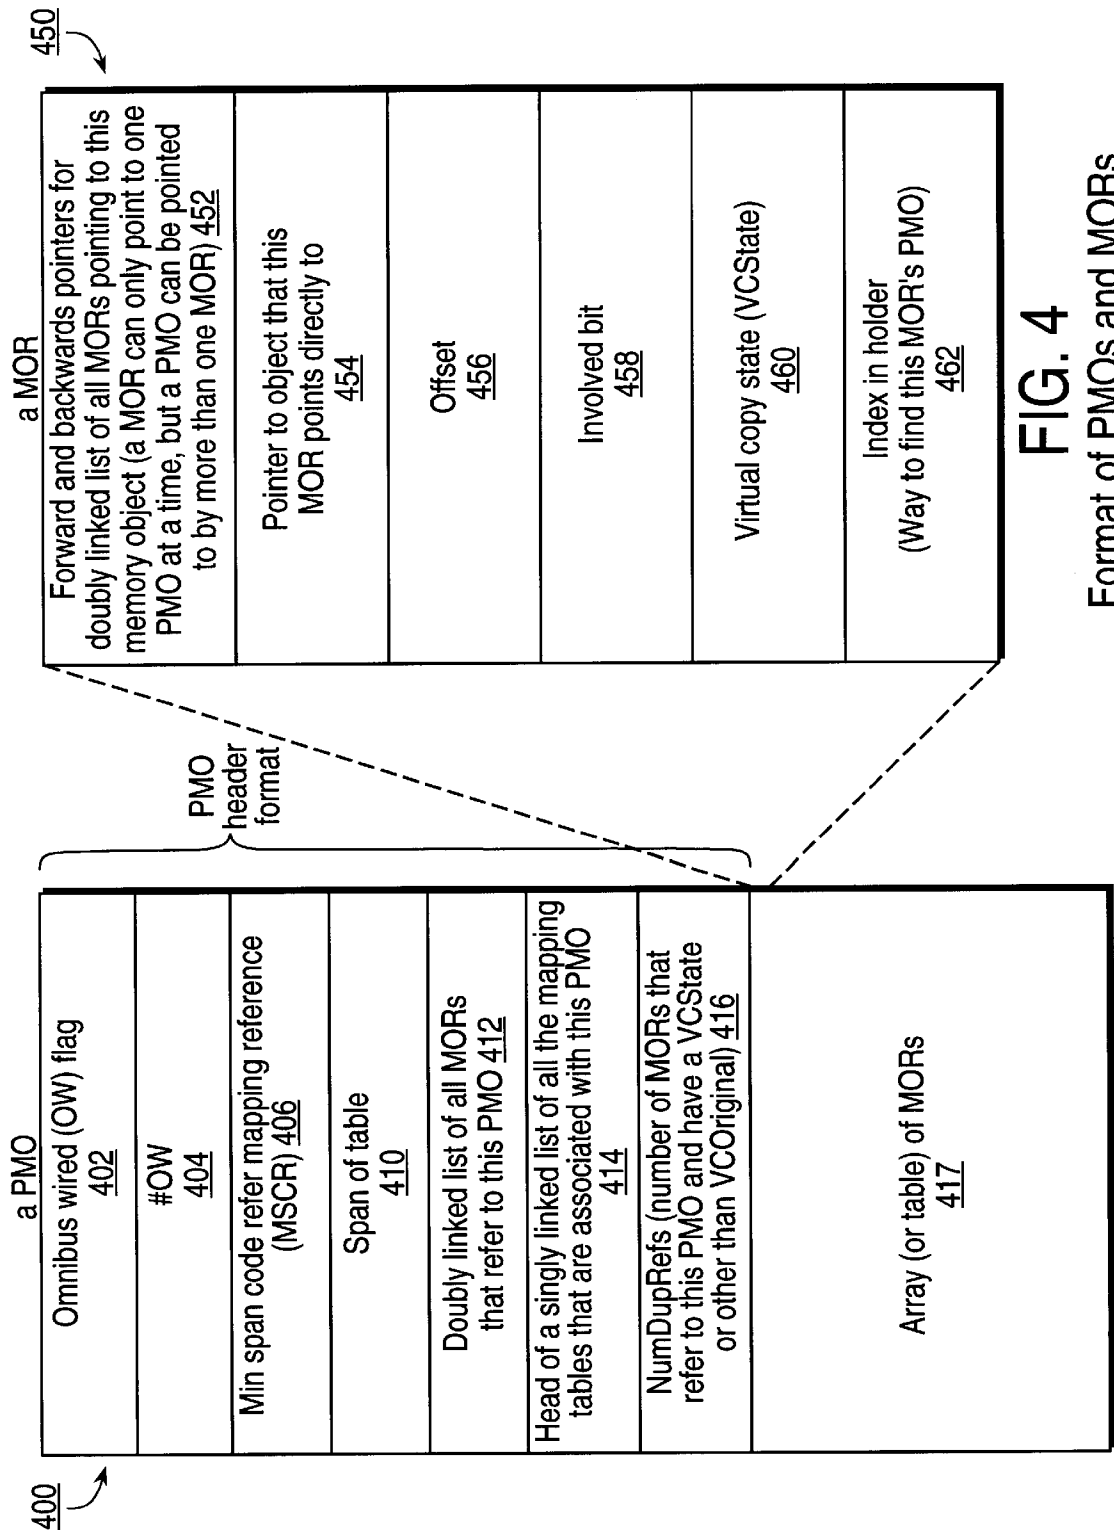 400
a PMO
Omnibus wired (OW) flag
402
#OW
404
Min span code refer mapping reference
(MSCR) 406
Span of table
410
Doubly linked list of all MORs
that refer to this PMO 412
Head of a singly linked list of all the mapping
tables that are associated with this PMO
414
NumDupRefs (number of MORs that
refer to this PMO and have a VCState
or other than VCOriginal) 416
Array (or table) of MORs
417
PMO
header
format
a MOR
450
Forward and backwards pointers for
doubly linked list of all MORs pointing to this
memory object (a MOR can only point to one
PMO at a time, but a PMO can be pointed
to by more than one MOR) 452
Pointer to object that this
MOR points directly to
454
Offset
456
Involved bit
458
Virtual copy state (VCState)
460
Index in holder
(Way to find this MOR's PMO)
462
FIG. 4
Format of PMOs and MORs